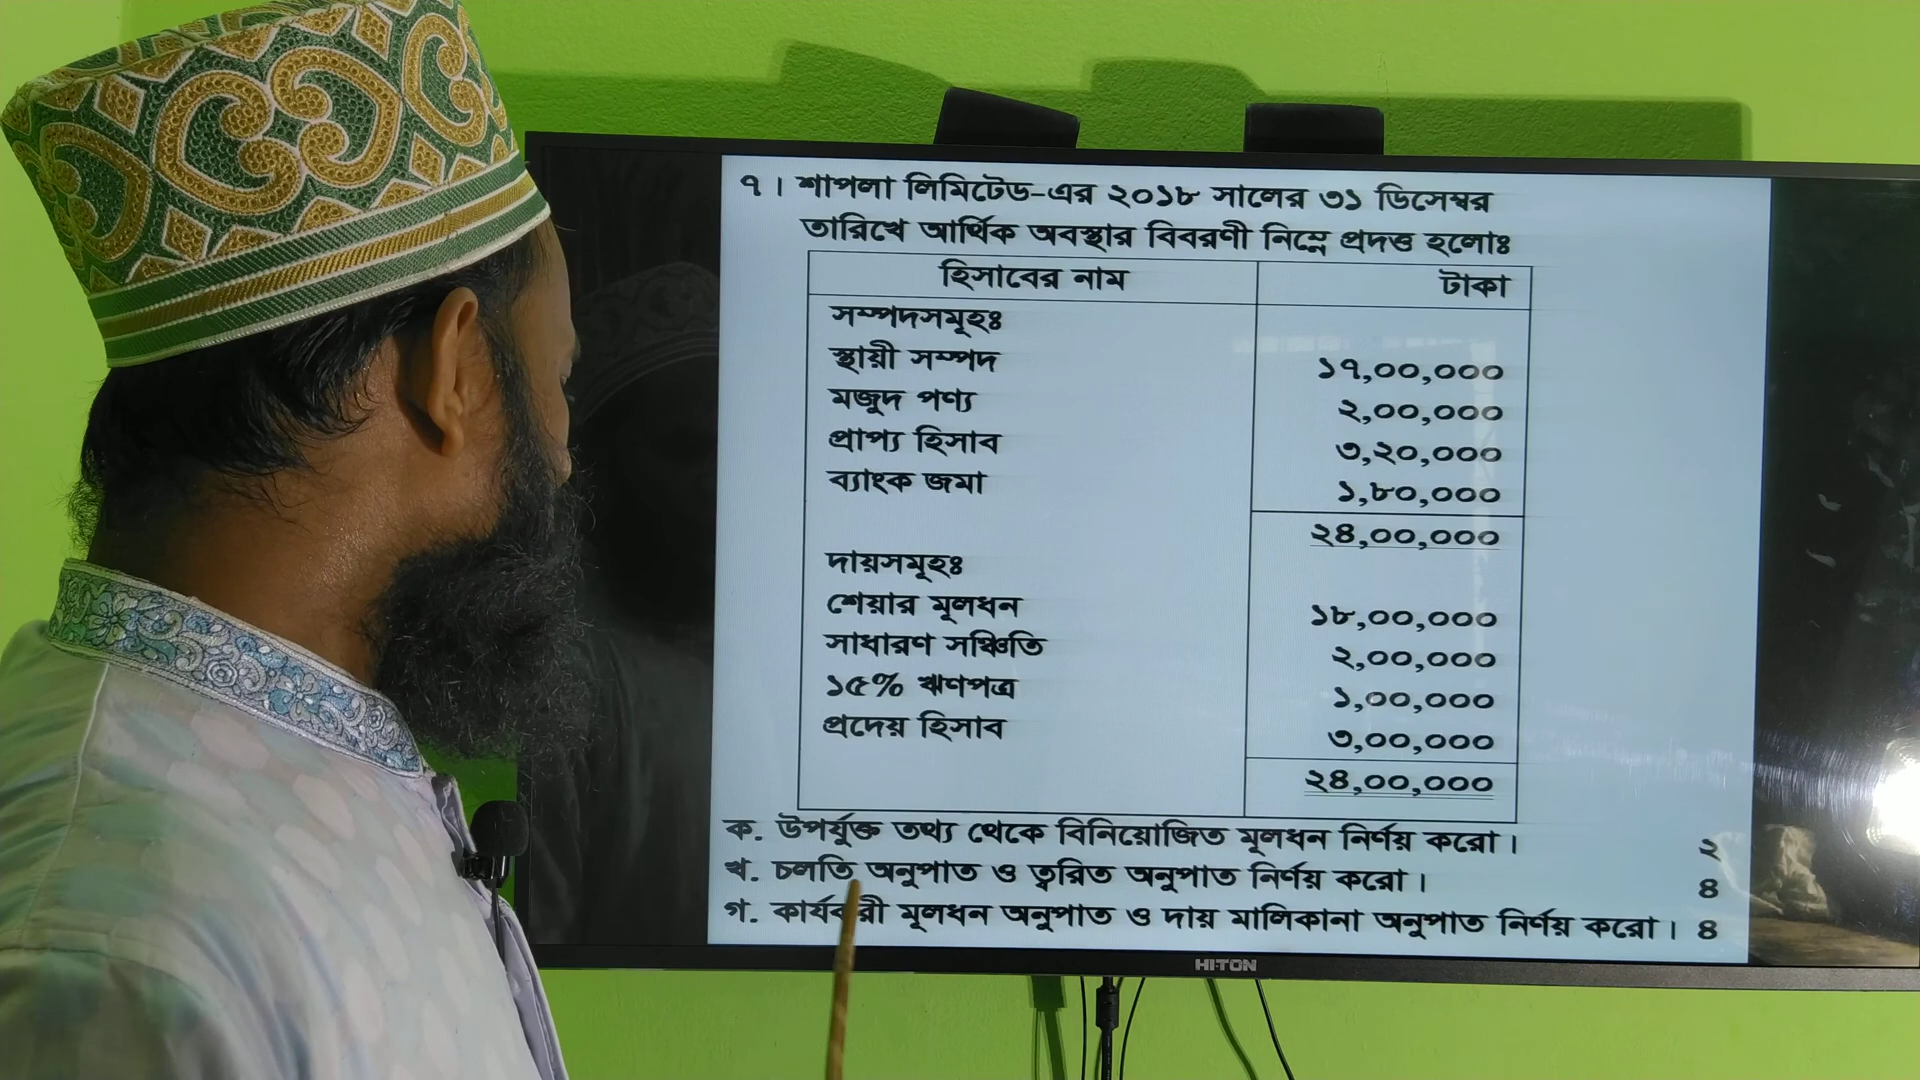 ৭। শাপলা লিমিটেড-এর ২০১৮ সালের ৩১ ডিসেম্বর
তারিখে আর্থিক অবস্থার বিবরণী নিম্নে প্রদত্ত হলোঃ
হিসাবের নাম টাকা
সম্পদসমূহঃ
স্থায়ী সম্পদ ১৭,০০,০০০
মজুদ পণ্য ২,০০,০০০
প্রাপ্য হিসাব ৩,২০,০০০
ব্যাংক জমা ১,৮০,০০০
২৪,০০,০০০
দায়সমূহঃ
শেয়ার মূলধন ১৮,০০,০০০
সাধারণ সঞ্চিতি ২,০০,০০০
১৫% ঋণপত্র ১,০০,০০০
প্রদেয় হিসাব ৩,০০,০০০
২৪,০০,০০০
ক. উপর্যুক্ত তথ্য থেকে বিনিয়োজিত মূলধন নির্ণয় করো। ২
খ. চলতি অনুপাত ও ত্বরিত অনুপাত নির্ণয় করো। ৪
গ. কার্যকরী মূলধন অনুপাত ও দায় মালিকানা অনুপাত নির্ণয় করো। ৪
HITON